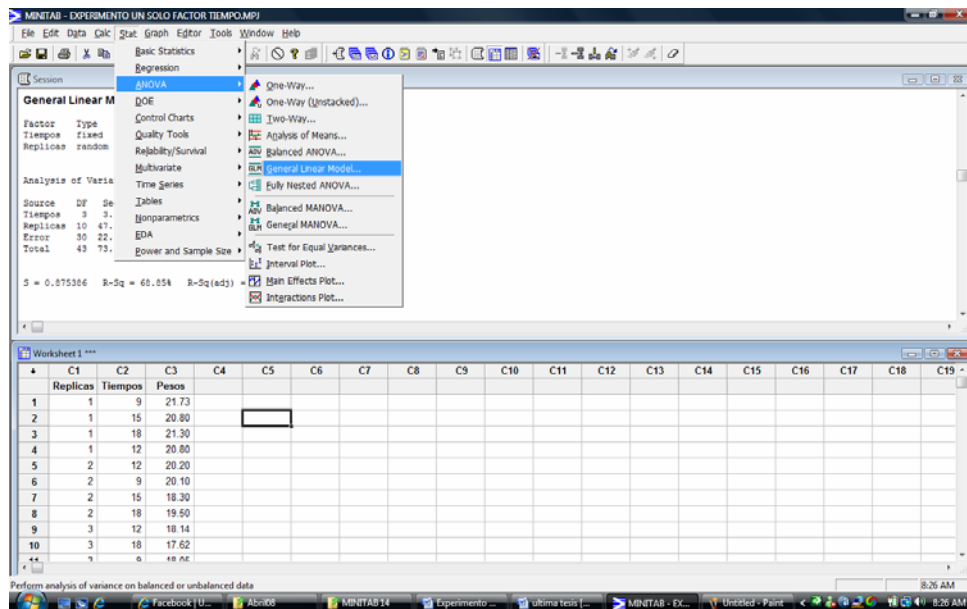 MINITAB - EXPERIMENTO UN SOLO FACTOR TIEMPO.MPJ
File Edit Data Calc Stat Graph Editor Tools Window Help
Basic Statistics
Regression
ANOVA
DOE
Control Charts
Quality Tools
Reliability/Survival
Multivariate
Time Series
Tables
Nonparametrics
EDA
Power and Sample Size
One-Way...
One-Way (Unstacked)...
Two-Way...
Analysis of Means...
Balanced ANOVA...
General Linear Model...
Fully Nested ANOVA...
Balanced MANOVA...
General MANOVA...
Test for Equal Variances...
Interval Plot...
Main Effects Plot...
Interactions Plot...
Session
General Linear M
Factor Type
Tiempos fixed
Replicas random
Analysis of Varia
Source DF Se
Tiempos 3 3.
Replicas 10 47.
Error 30 22.
Total 43 73.
S = 0.875386 R-Sq = 68.85% R-Sq(adj) =
Worksheet 1 ***
C1 C2 C3 C4 C5 C6 C7 C8 C9 C10 C11 C12 C13 C14 C15 C16 C17 C18 C19
Replicas Tiempos Pesos
1 1 9 21.73
2 1 15 20.80
3 1 18 21.30
4 1 12 20.80
5 2 12 20.20
6 2 9 20.10
7 2 15 18.30
8 2 18 19.50
9 3 12 18.14
10 3 18 17.62
Perform analysis of variance on balanced or unbalanced data 8:26 AM
Facebook | U... Abril08 MINITAB 14 Experimento ... ultima tesis [... MINITAB - EX... Untitled - Paint 8:26 AM